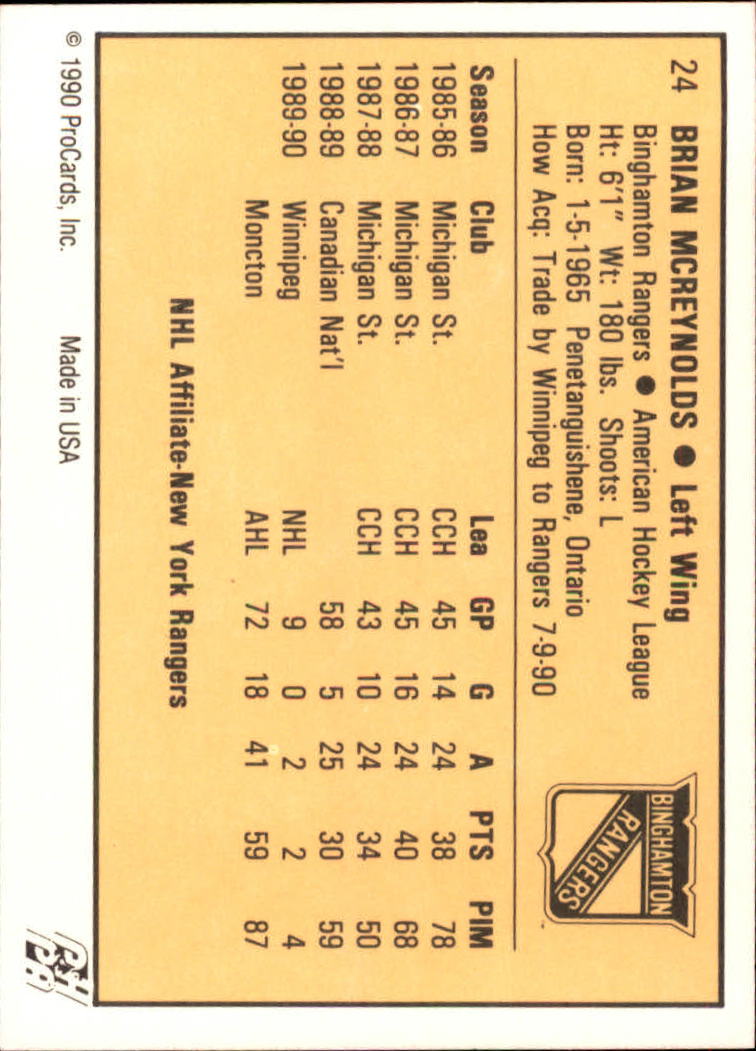 24 BRIAN MCREYNOLDS ● Left Wing
Binghamton Rangers ● American Hockey League
Ht: 6'1" Wt: 180 lbs. Shoots: L
Born: 1-5-1965 Penetanguishene, Ontario
How Acq: Trade by Winnipeg to Rangers 7-9-90
BINGHAMTON
RANGERS
Season Club Lea GP G A PTS PIM
1985-86 Michigan St. CCH 45 14 24 38 78
1986-87 Michigan St. CCH 45 16 24 40 68
1987-88 Michigan St. CCH 43 10 24 34 50
1988-89 Canadian Nat'l 58 5 25 30 59
1989-90 Winnipeg NHL 9 0 2 2 4
Moncton AHL 72 18 41 59 87
NHL Affiliate-New York Rangers
© 1990 ProCards, Inc. Made in USA